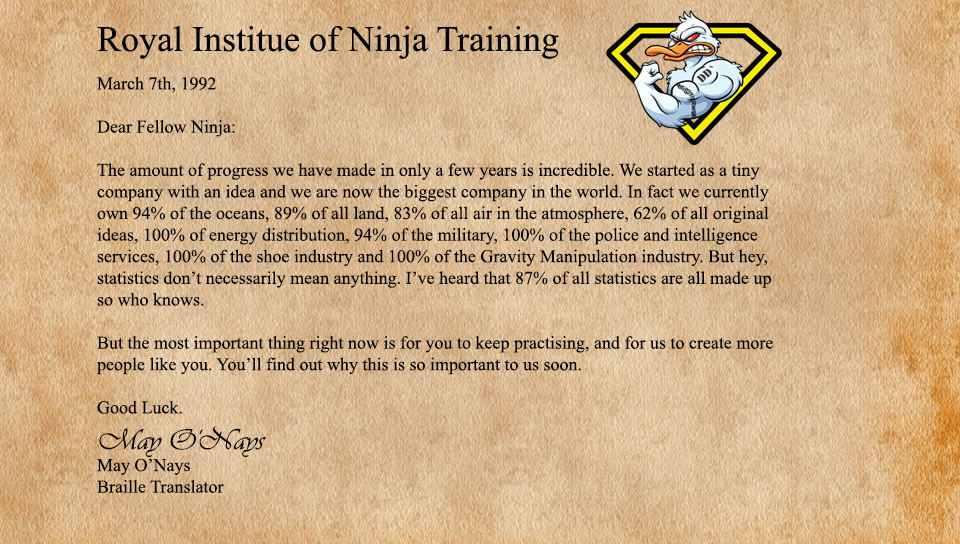 Royal Institue of Ninja Training
March 7th, 1992
Dear Fellow Ninja:
The amount of progress we have made in only a few years is incredible. We started as a tiny
company with an idea and we are now the biggest company in the world. In fact we currently
own 94% of the oceans, 89% of all land, 83% of all air in the atmosphere, 62% of all original
ideas, 100% of energy distribution, 94% of the military, 100% of the police and intelligence
services, 100% of the shoe industry and 100% of the Gravity Manipulation industry. But hey,
statistics don’t necessarily mean anything. I’ve heard that 87% of all statistics are all made up
so who knows.
But the most important thing right now is for you to keep practising, and for us to create more
people like you. You’ll find out why this is so important to us soon.
Good Luck.
May O’Nays
May O’Nays
Braille Translator
DD